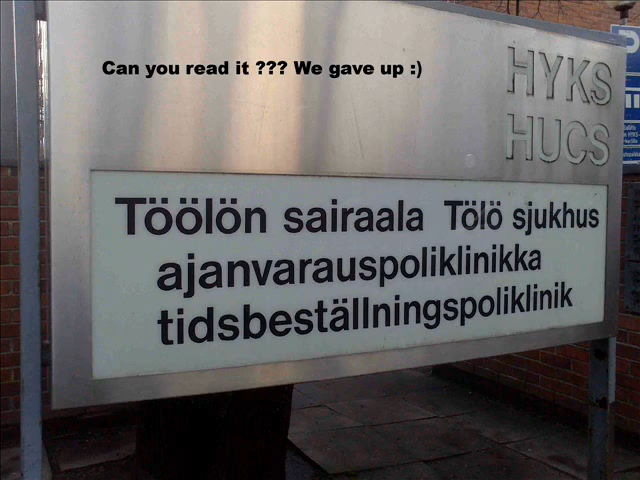 Can you read it ??? We gave up :)
HYKS
HUCS
Töölön sairaala Tölö sjukhus
ajanvarauspoliklinikka
tidsbeställningspoliklinik